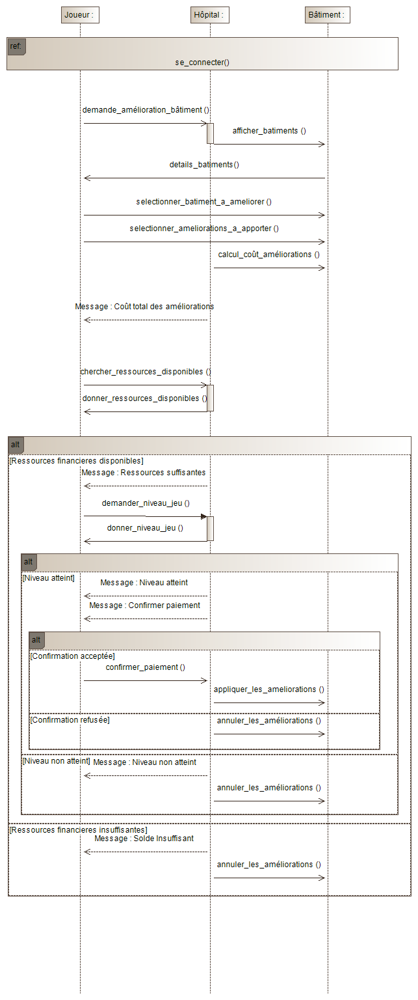 Joueur :
Hôpital :
Bâtiment :
ref:
se_connecter()
demande_amélioration_bâtiment ()
afficher_batiments ()
details_batiments()
selectionner_batiment_a_ameliorer ()
selectionner_ameliorations_a_apporter ()
calcul_coût_améliorations ()
Message : Coût total des améliorations
chercher_ressources_disponibles ()
donner_ressources_disponibles ()
alt
[Ressources financieres disponibles]
Message : Ressources suffisantes
demander_niveau_jeu ()
donner_niveau_jeu ()
alt
[Niveau atteint]
Message : Niveau atteint
Message : Confirmer paiement
alt
[Confirmation acceptée]
confirmer_paiement ()
appliquer_les_ameliorations ()
[Confirmation refusée]
annuler_les_améliorations ()
[Niveau non atteint]
Message : Niveau non atteint
annuler_les_améliorations ()
[Ressources financieres insuffisantes]
Message : Solde Insuffisant
annuler_les_améliorations ()